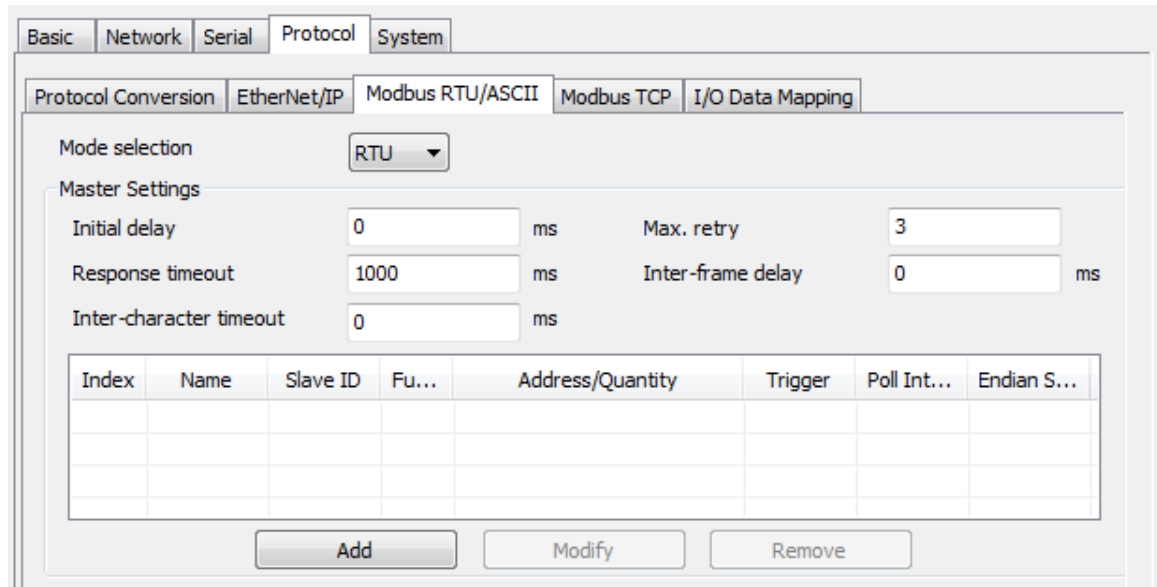 Basic Network Serial Protocol System
Protocol Conversion EtherNet/IP Modbus RTU/ASCII Modbus TCP I/O Data Mapping
Mode selection RTU
Master Settings
Initial delay 0 ms Max. retry 3
Response timeout 1000 ms Inter-frame delay 0 ms
Inter-character timeout 0 ms
Index Name Slave ID Fu... Address/Quantity Trigger Poll Int... Endian S...
Add Modify Remove